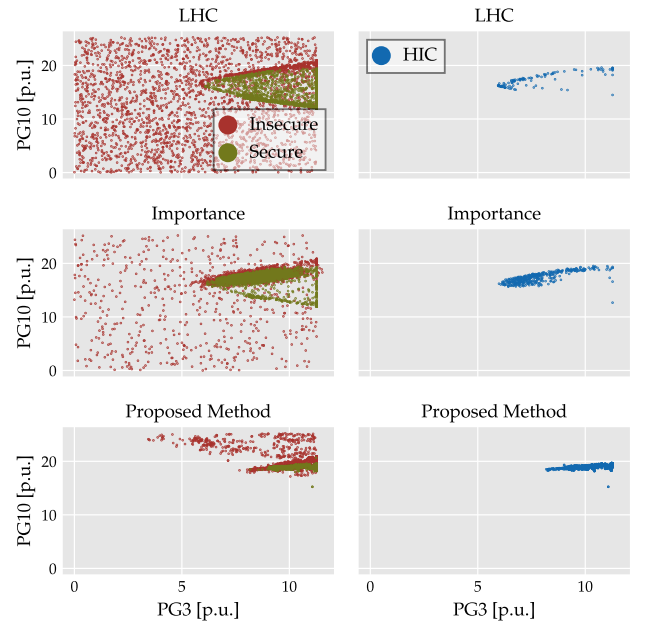 LHC
LHC
PG10 [p.u.]
20
10
0
Insecure
Secure
HIC
Importance
Importance
PG10 [p.u.]
20
10
0
Proposed Method
Proposed Method
PG10 [p.u.]
20
10
0
0 5 10
0 5 10
PG3 [p.u.]
PG3 [p.u.]